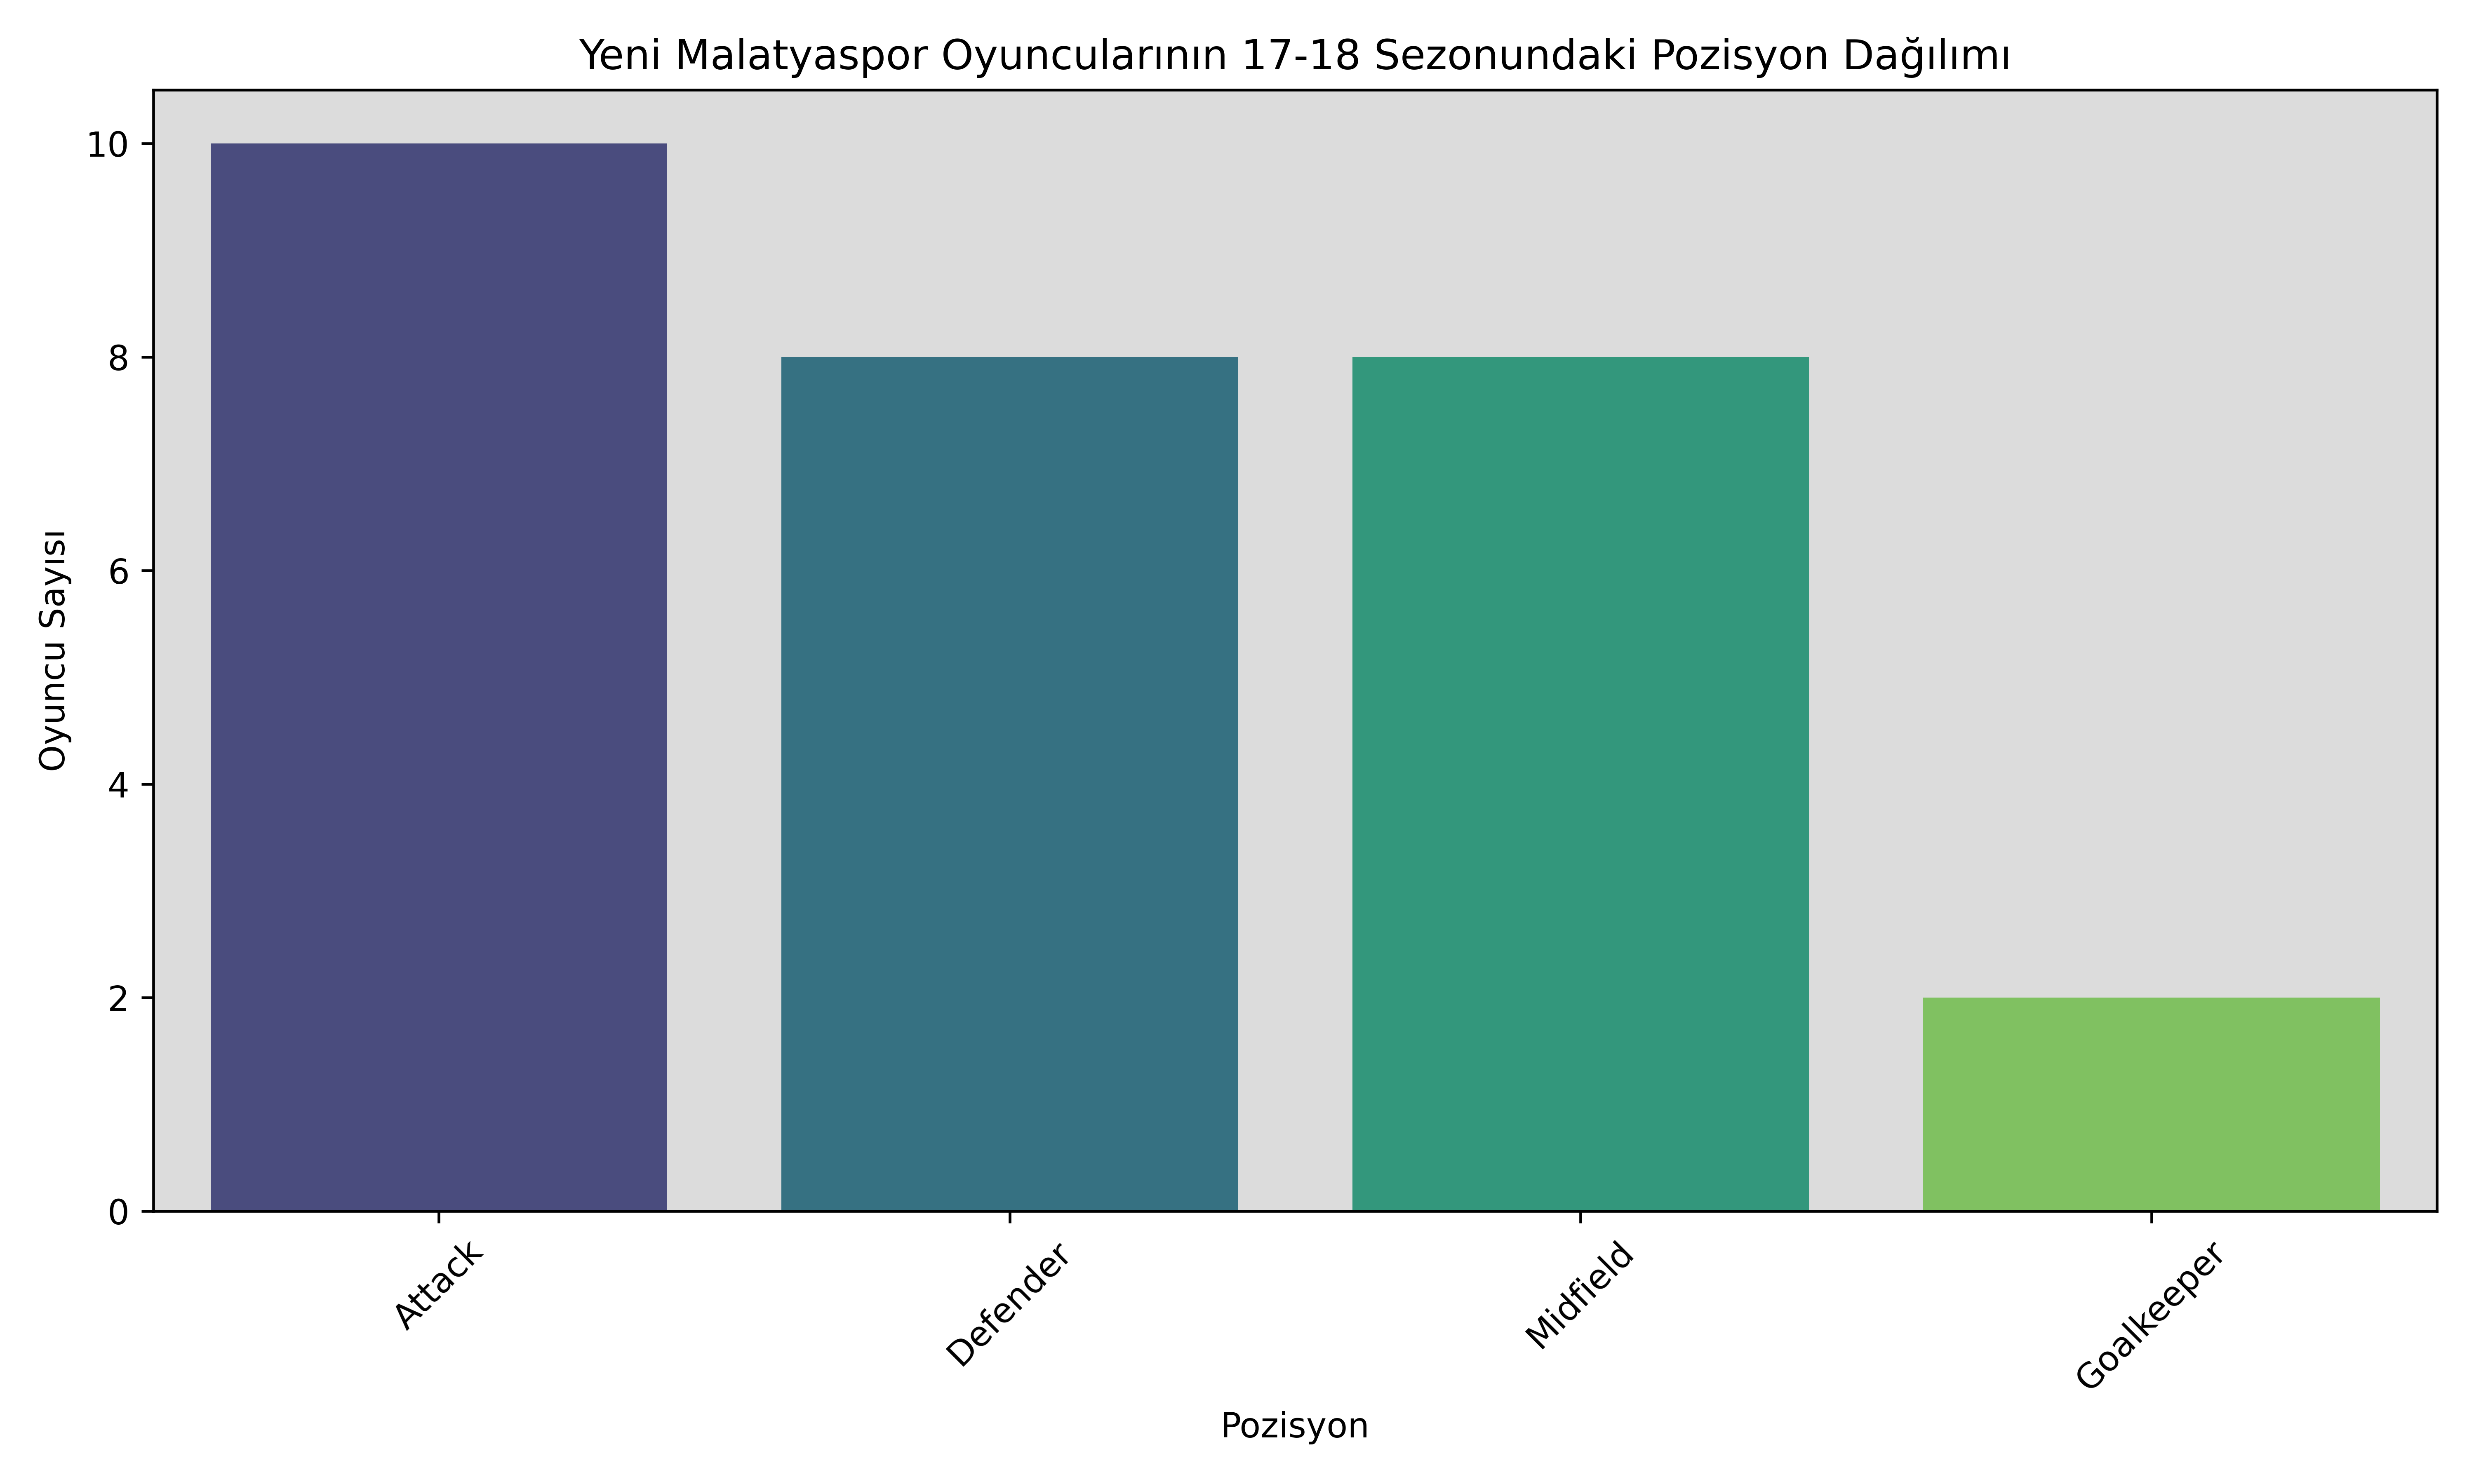 Yeni Malatyaspor Oyuncularının 17-18 Sezonundaki Pozisyon Dağılımı
Oyuncu Sayısı
10
8
6
4
2
0
Attack
Defender
Midfield
Goalkeeper
Pozisyon